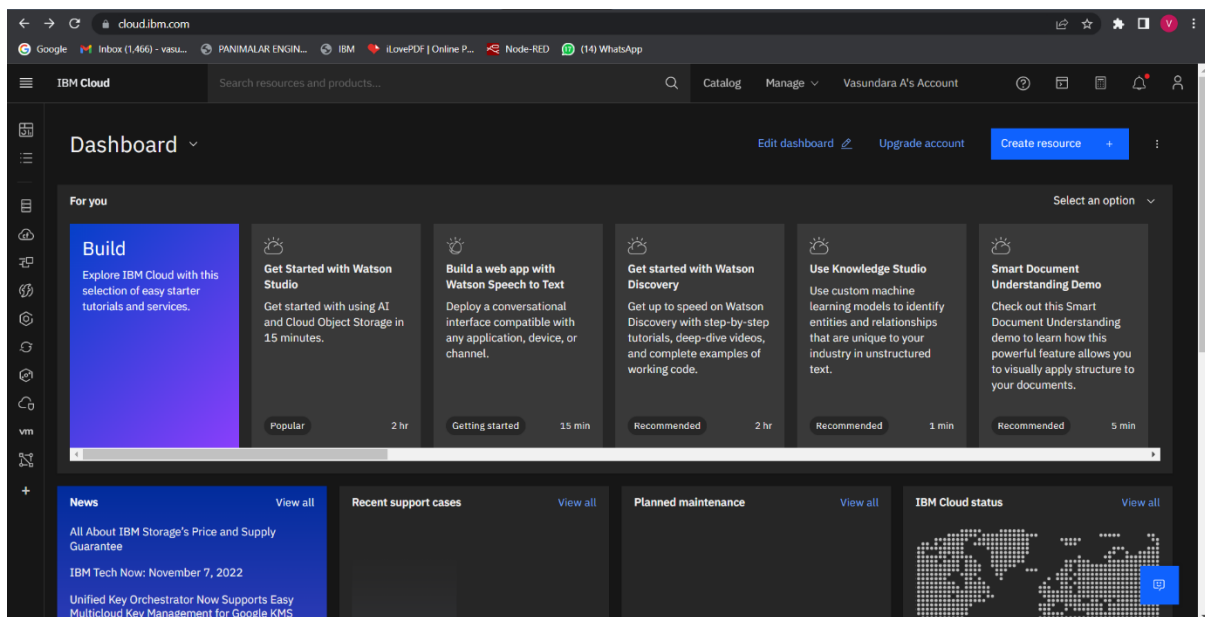 cloud.ibm.com
V
Google
Inbox (1,466) - vasu...
PANIMALAR ENGIN...
IBM
iLovePDF | Online P...
Node-RED
(14) WhatsApp
IBM Cloud
Search resources and products...
Catalog
Manage
Vasundara A's Account
Dashboard
Edit dashboard
Upgrade account
Create resource +
For you
Select an option
Build
Explore IBM Cloud with this
selection of easy starter
tutorials and services.
Get Started with Watson
Studio
Get started with using AI
and Cloud Object Storage in
15 minutes.
Popular
2 hr
Build a web app with
Watson Speech to Text
Deploy a conversational
interface compatible with
any application, device, or
channel.
Getting started
15 min
Get started with Watson
Discovery
Get up to speed on Watson
Discovery with step-by-step
tutorials, deep-dive videos,
and complete examples of
working code.
Recommended
2 hr
Use Knowledge Studio
Use custom machine
learning models to identify
entities and relationships
that are unique to your
industry in unstructured
text.
Recommended
1 min
Smart Document
Understanding Demo
Check out this Smart
Document Understanding
demo to learn how this
powerful feature allows you
to visually apply structure to
your documents.
Recommended
5 min
vm
News
View all
All About IBM Storage's Price and Supply
Guarantee
IBM Tech Now: November 7, 2022
Unified Key Orchestrator Now Supports Easy
Multicloud Key Management for Google KMS
Recent support cases
View all
Planned maintenance
View all
IBM Cloud status
View all